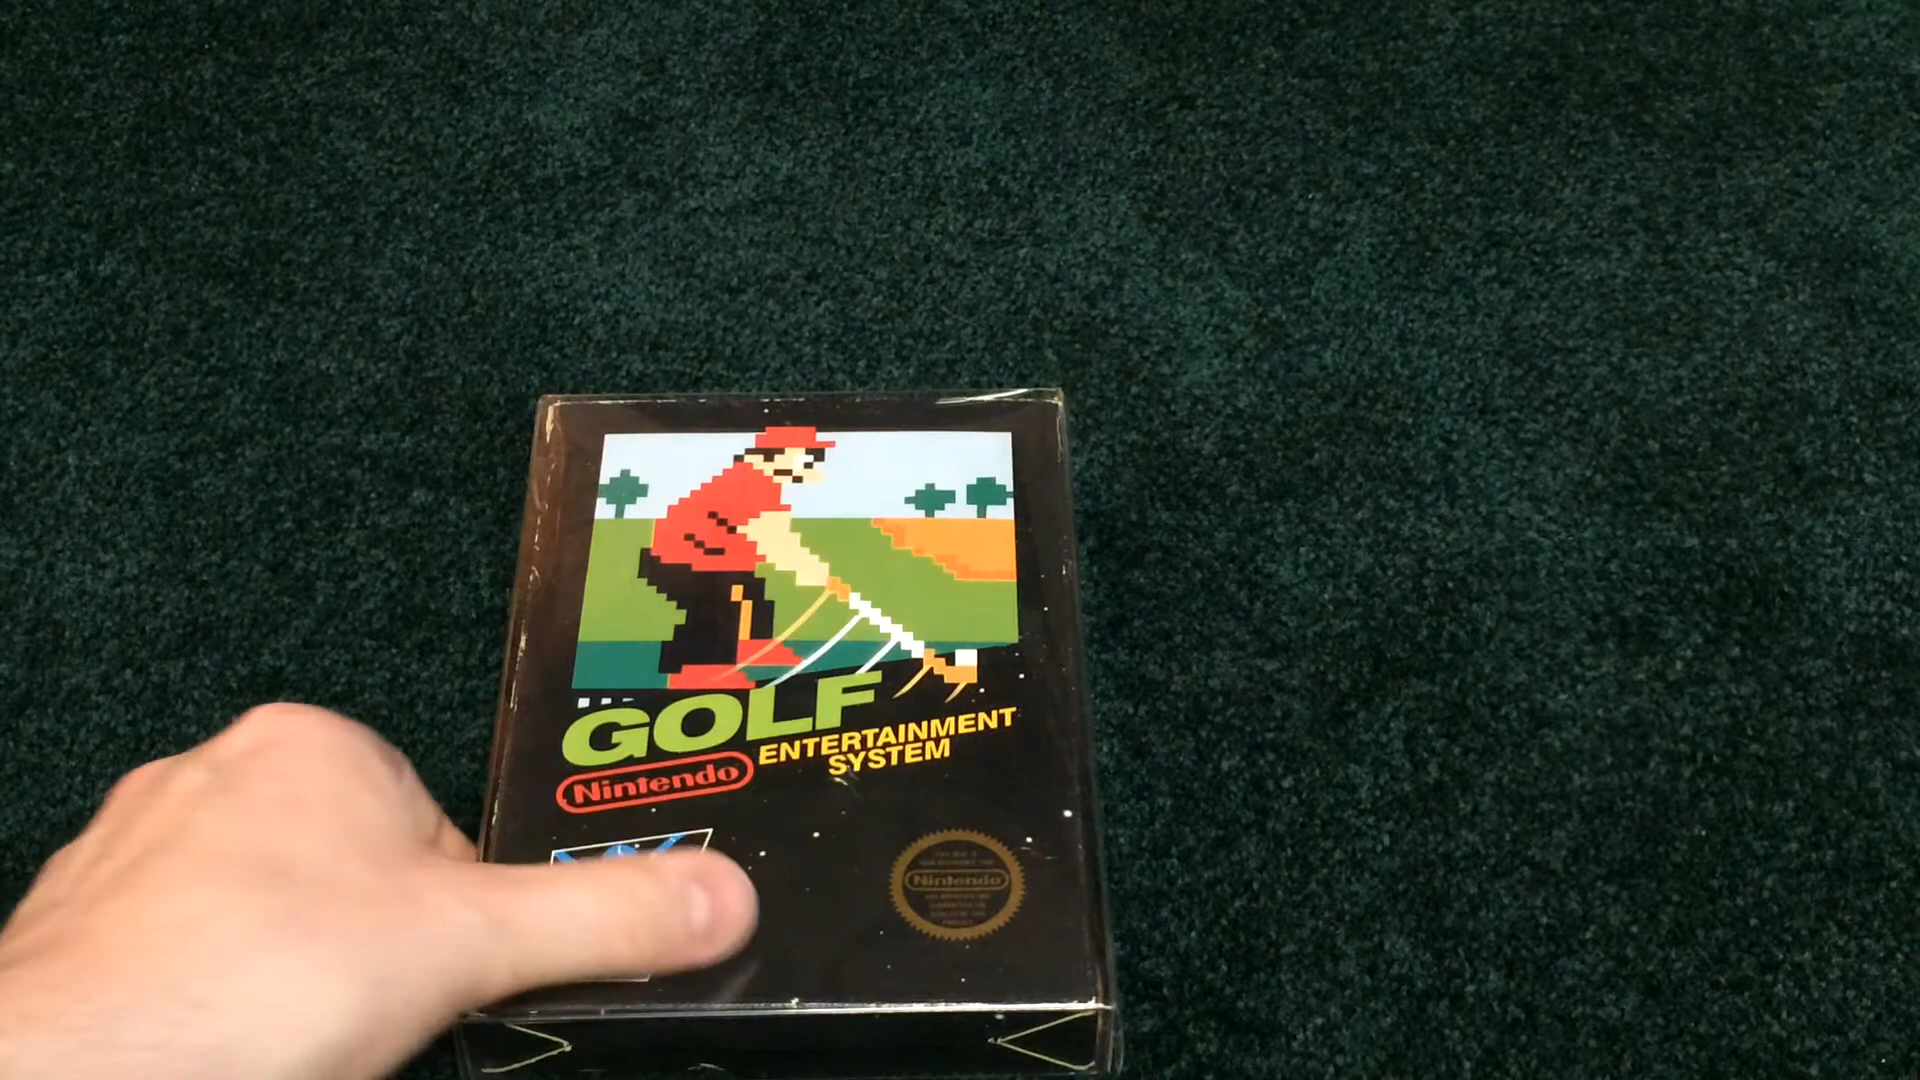 GOLF
Nintendo
ENTERTAINMENT
SYSTEM
Nintendo